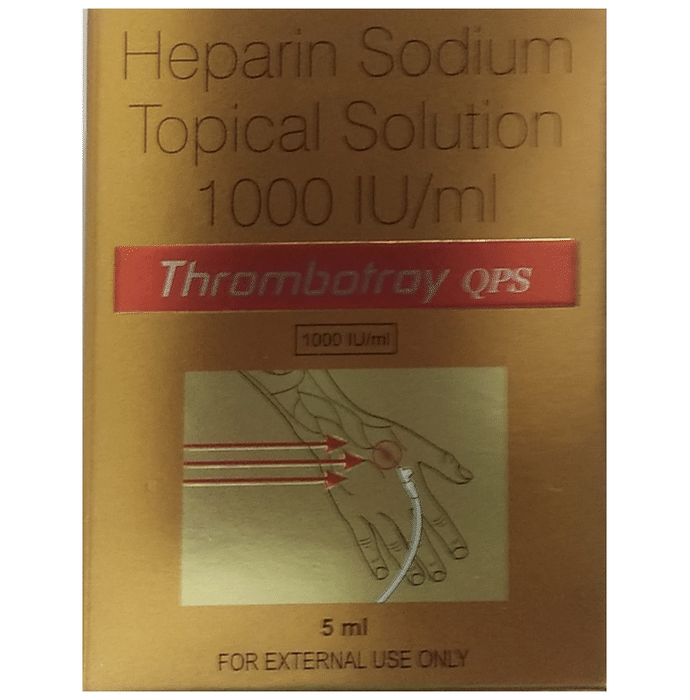 Heparin Sodium
Topical Solution
1000 IU/ml
Thrombotroy QPS
1000 IU/ml
5 ml
FOR EXTERNAL USE ONLY